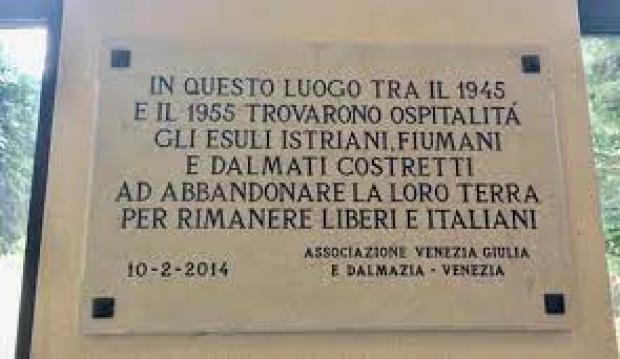 IN QUESTO LUOGO TRA IL 1945
E IL 1955 TROVARONO OSPITALITÁ
GLI ESULI ISTRIANI, FIUMANI
E DALMATI COSTRETTI
AD ABBANDONARE LA LORO TERRA
PER RIMANERE LIBERI E ITALIANI
10-2-2014
ASSOCIAZIONE VENEZIA GIULIA
E DALMAZIA - VENEZIA